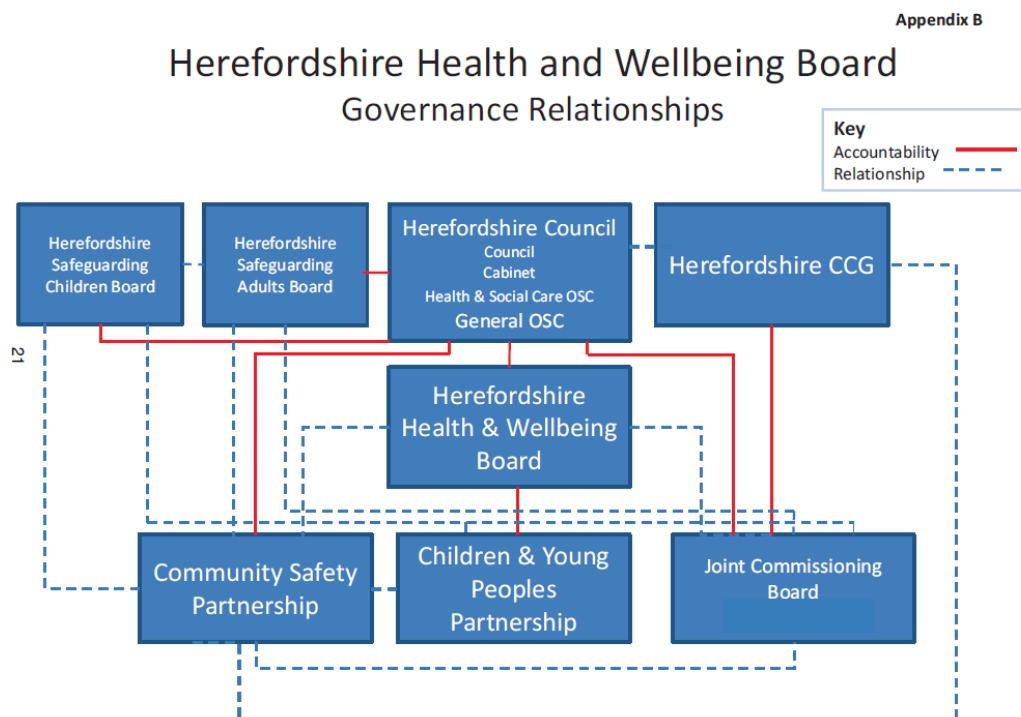 Appendix B
Herefordshire Health and Wellbeing Board
Governance Relationships
Key
Accountability
Relationship
Herefordshire
Safeguarding
Children Board
Herefordshire
Safeguarding
Adults Board
Herefordshire Council
Council
Cabinet
Health & Social Care OSC
General OSC
Herefordshire CCG
21
Herefordshire
Health & Wellbeing
Board
Community Safety
Partnership
Children & Young
Peoples
Partnership
Joint Commissioning
Board